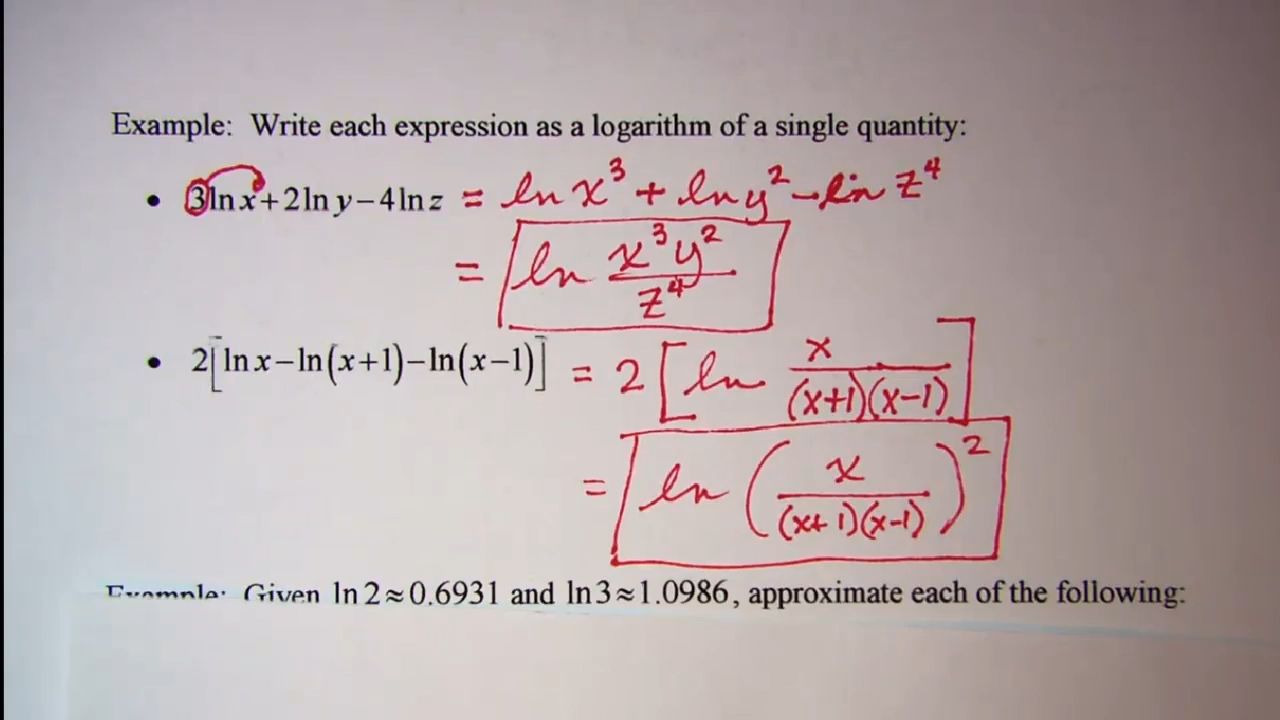 Example: Write each expression as a logarithm of a single quantity:
• 3ln x+2ln y−4ln z = ln x³ + ln y² − ln z⁴
= ln x³y²/z⁴
• 2[ln x−ln(x+1)−ln(x−1)] = 2[ln x/(x+1)(x−1)]
= ln (x/(x+1)(x−1))²
Example: Given ln 2≈0.6931 and ln 3≈1.0986, approximate each of the following: